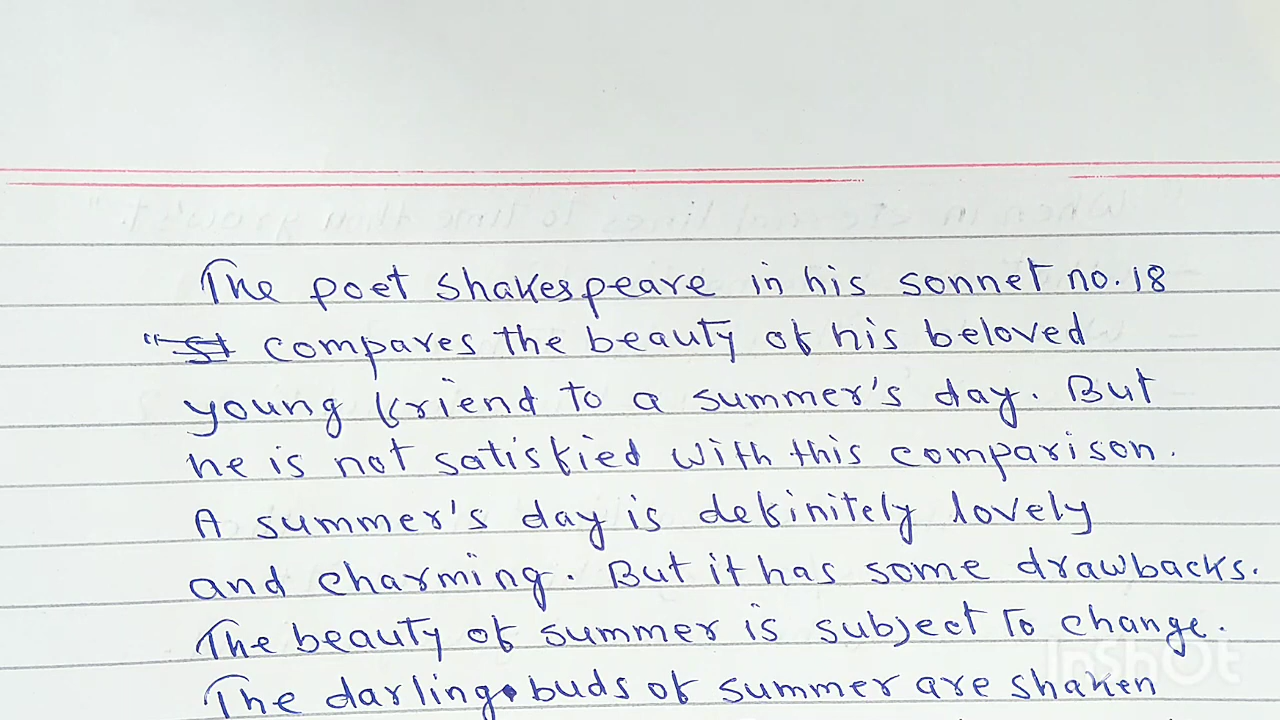 The poet shakespeare in his sonnet no. 18
" compares the beauty of his beloved
young friend to a summer's day. But
he is not satisfied with this comparison.
A summer's day is definitely lovely
and charming. But it has some drawbacks.
The beauty of summer is subject to change.
The darling buds of summer are shaken
InShOt